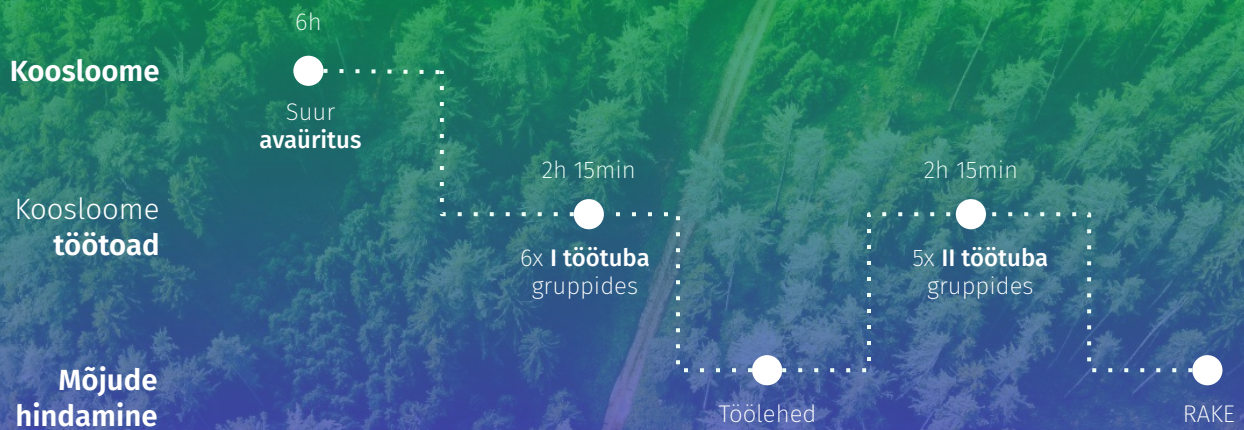 6h
Koosloome
Suur
avaüritus
2h 15min
2h 15min
Koosloome
töötoad
6x I töötuba
gruppides
5x II töötuba
gruppides
Mõjude
hindamine
Töölehed
RAKE